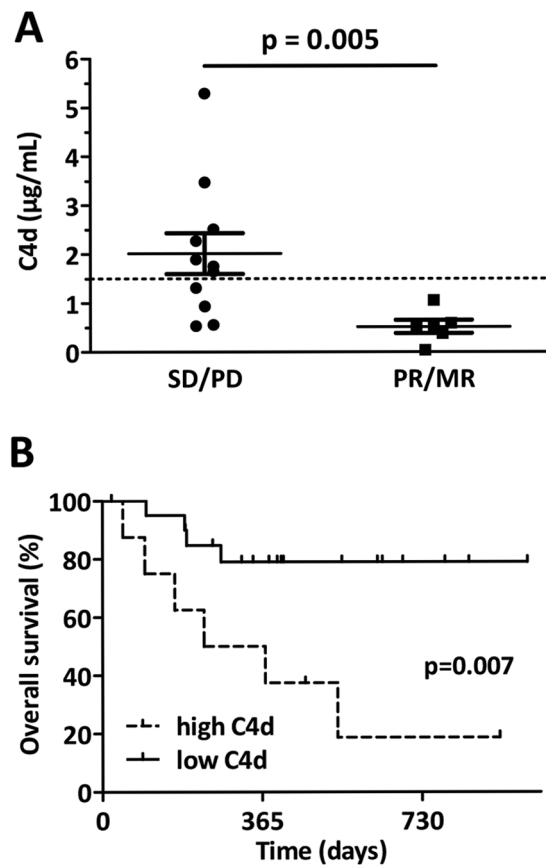 A
p = 0.005
6
5
4
3
2
1
0
C4d (µg/mL)
SD/PD
PR/MR
B
100
80
60
40
20
0
Overall survival (%)
p=0.007
high C4d
low C4d
0
365
730
Time (days)